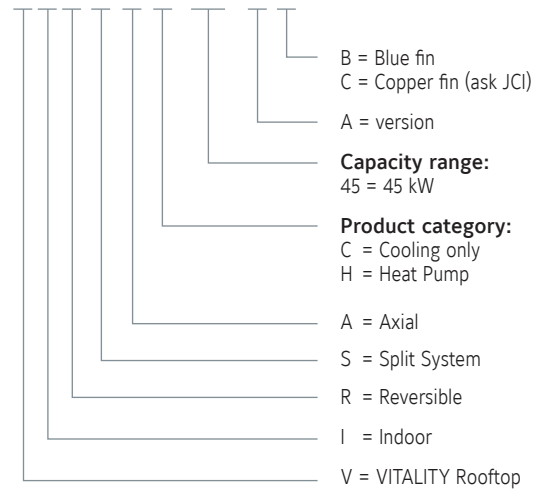 B = Blue fin
C = Copper fin (ask JCI)
A = version
Capacity range:
45 = 45 kW
Product category:
C = Cooling only
H = Heat Pump
A = Axial
S = Split System
R = Reversible
I = Indoor
V = VITALITY Rooftop